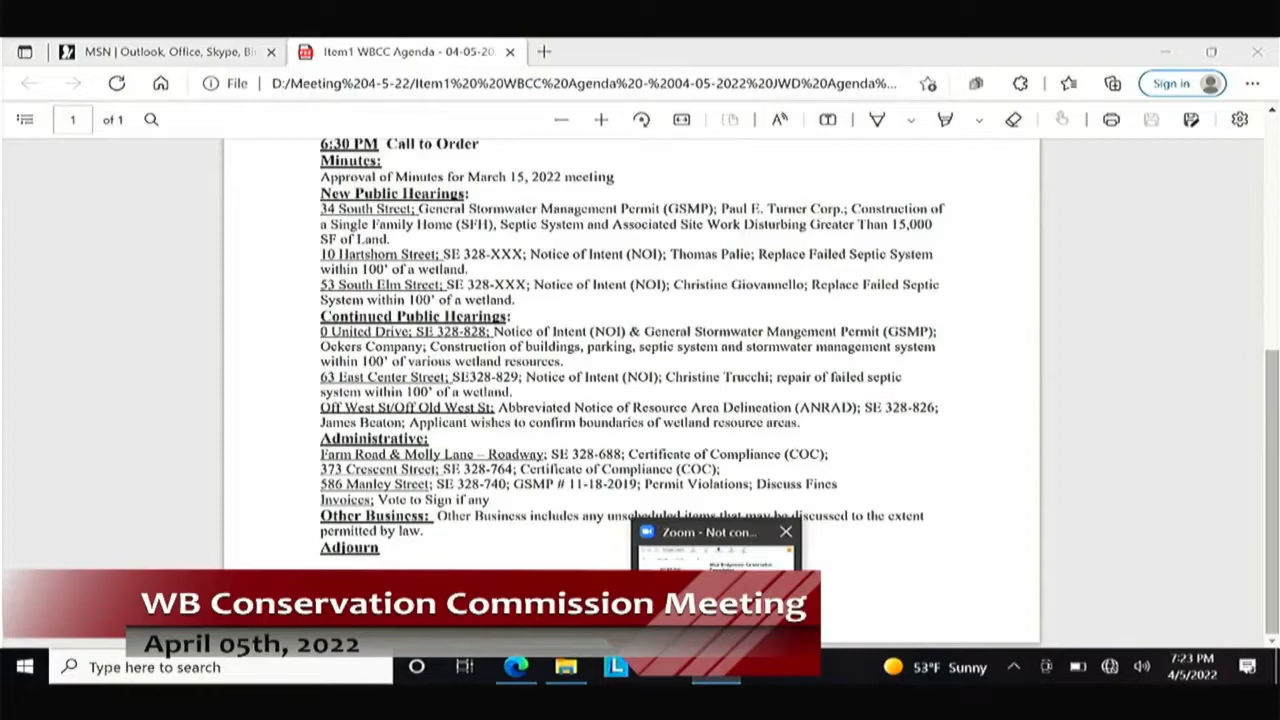 MSN | Outlook, Office, Skype, Bi
Item1 WBCC Agenda - 04-05-20
File
D:/Meeting%204-5-22/Item1%20%20WBCC%20Agenda%20-%2004-05-2022%20JWD%20Agenda%...
Sign in
1 of 1
6:30 PM Call to Order
Minutes:
Approval of Minutes for March 15, 2022 meeting
New Public Hearings:
34 South Street; General Stormwater Management Permit (GSMP); Paul E. Turner Corp.; Construction of
a Single Family Home (SFH), Septic System and Associated Site Work Disturbing Greater Than 15,000
SF of Land.
10 Hartshorn Street; SE 328-XXX; Notice of Intent (NOI); Thomas Palie; Replace Failed Septic System
within 100' of a wetland.
53 South Elm Street; SE 328-XXX; Notice of Intent (NOI); Christine Giovannello; Replace Failed Septic
System within 100' of a wetland.
Continued Public Hearings:
0 United Drive; SE 328-828; Notice of Intent (NOI) & General Stormwater Mangement Permit (GSMP);
Ockers Company; Construction of buildings, parking, septic system and stormwater management system
within 100' of various wetland resources.
63 East Center Street; SE328-829; Notice of Intent (NOI); Christine Trucchi; repair of failed septic
system within 100' of a wetland.
Off West St/Off Old West St; Abbreviated Notice of Resource Area Delineation (ANRAD); SE 328-826;
James Beaton; Applicant wishes to confirm boundaries of wetland resource areas.
Administrative:
Farm Road & Molly Lane – Roadway; SE 328-688; Certificate of Compliance (COC);
373 Crescent Street; SE 328-764; Certificate of Compliance (COC);
586 Manley Street; SE 328-740; GSMP # 11-18-2019; Permit Violations; Discuss Fines
Invoices; Vote to Sign if any
Other Business: Other Business includes any unscheduled items that may be discussed to the extent
permitted by law.
Adjourn
Zoom - Not con...
WB Conservation Commission Meeting
April 05th, 2022
Type here to search
53°F Sunny
7:23 PM
4/5/2022